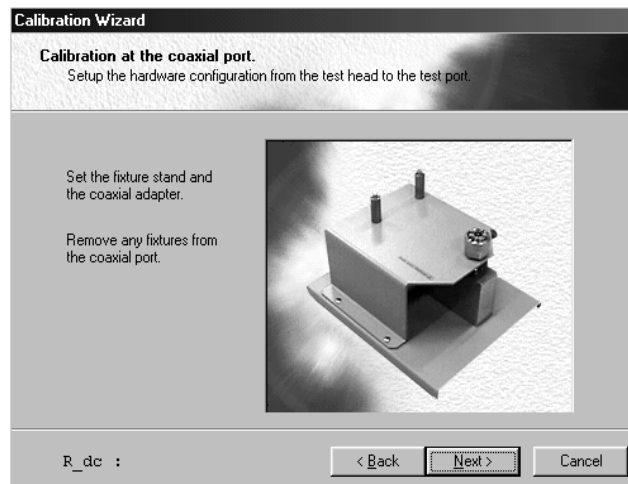 Calibration Wizard
Calibration at the coaxial port.
Setup the hardware configuration from the test head to the test port.
Set the fixture stand and
the coaxial adapter.
Remove any fixtures from
the coaxial port.
R_dc :
< Back
Next >
Cancel